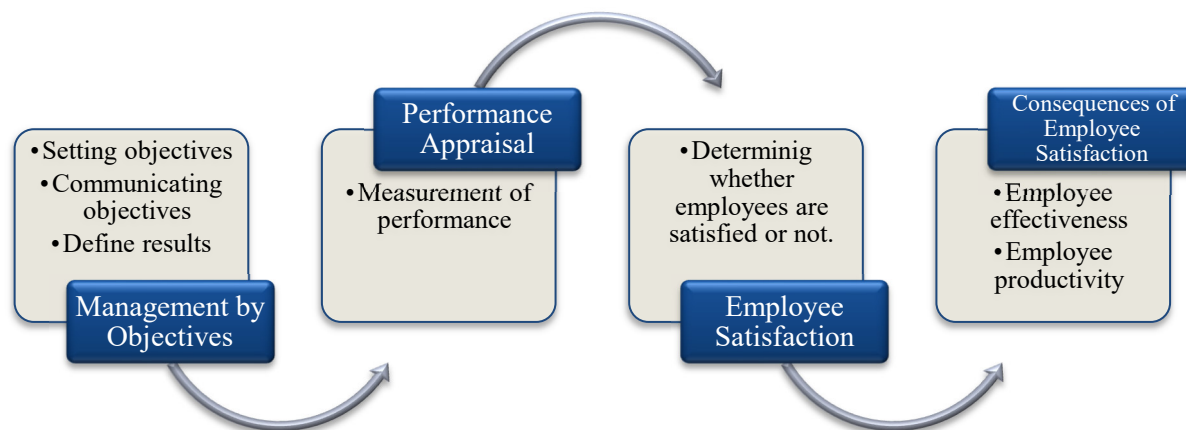 •Setting objectives
•Communicating
objectives
•Define results
Management by
Objectives
Performance
Appraisal
•Measurement of
performance
•Determinig
whether
employees are
satisfied or not.
Employee
Satisfaction
Consequences of
Employee
Satisfaction
•Employee
effectiveness
•Employee
productivity